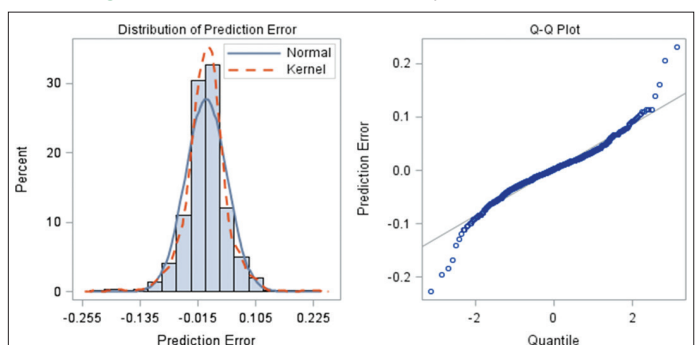 Distribution of Prediction Error
Normal
Kernel
Percent
30
20
10
0
-0.255 -0.135 -0.015 0.105 0.225
Prediction Error
Q-Q Plot
Prediction Error
0.2
0.1
0.0
-0.1
-0.2
-2 0 2
Quantile